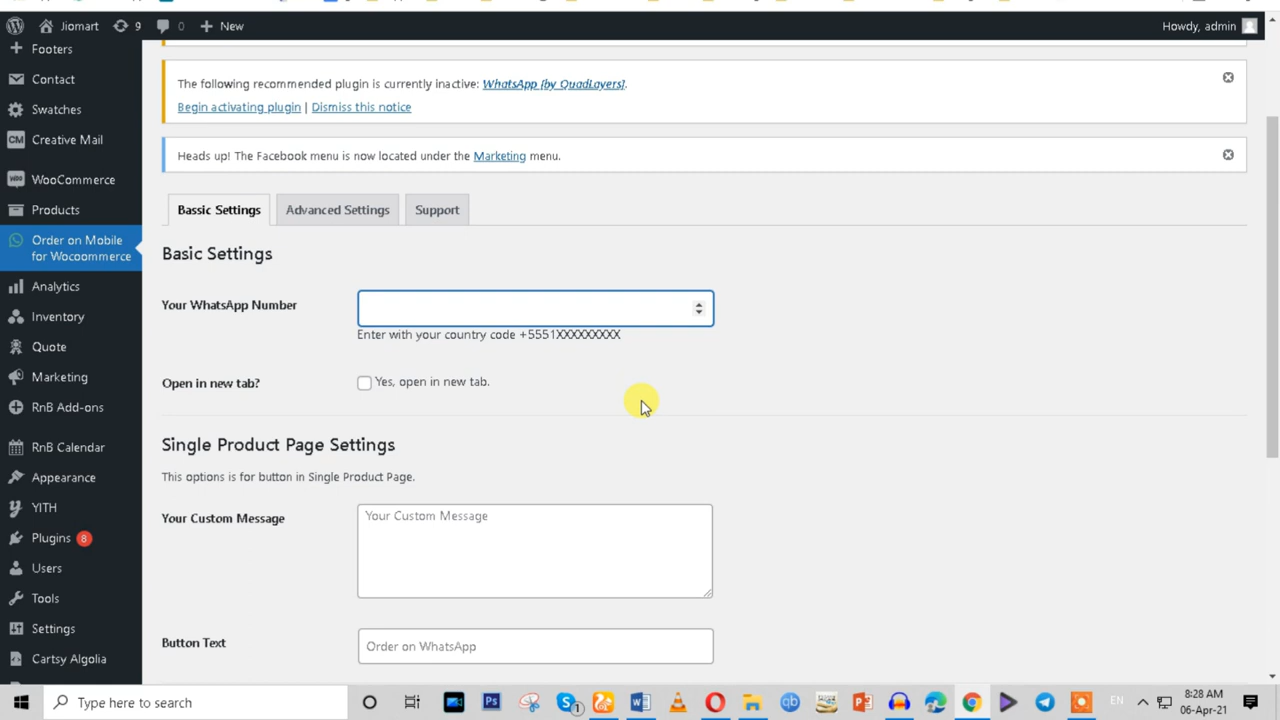 Jiomart
9
0
New
Howdy, admin
Footers
Contact
Swatches
CM
Creative Mail
WooCommerce
Products
Order on Mobile
for Wocoommerce
Analytics
Inventory
Quote
Marketing
RnB Add-ons
RnB Calendar
Appearance
YITH
Plugins 8
Users
Tools
Settings
Cartsy Algolia
The following recommended plugin is currently inactive: WhatsApp [by QuadLayers].
Begin activating plugin | Dismiss this notice
Heads up! The Facebook menu is now located under the Marketing menu.
Bassic Settings
Advanced Settings
Support
Basic Settings
Your WhatsApp Number
Enter with your country code +5551XXXXXXXXX
Open in new tab?
Yes, open in new tab.
Single Product Page Settings
This options is for button in Single Product Page.
Your Custom Message
Your Custom Message
Button Text
Order on WhatsApp
Type here to search
Ps
1
qb
EN
8:28 AM
06-Apr-21